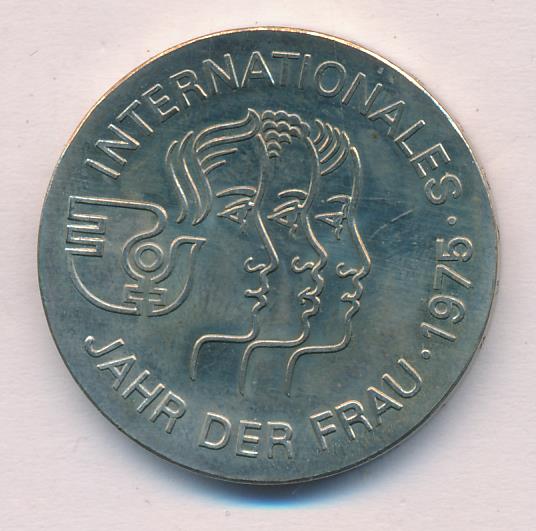 INTERNATIONALES
JAHR DER FRAU · 1975 ·